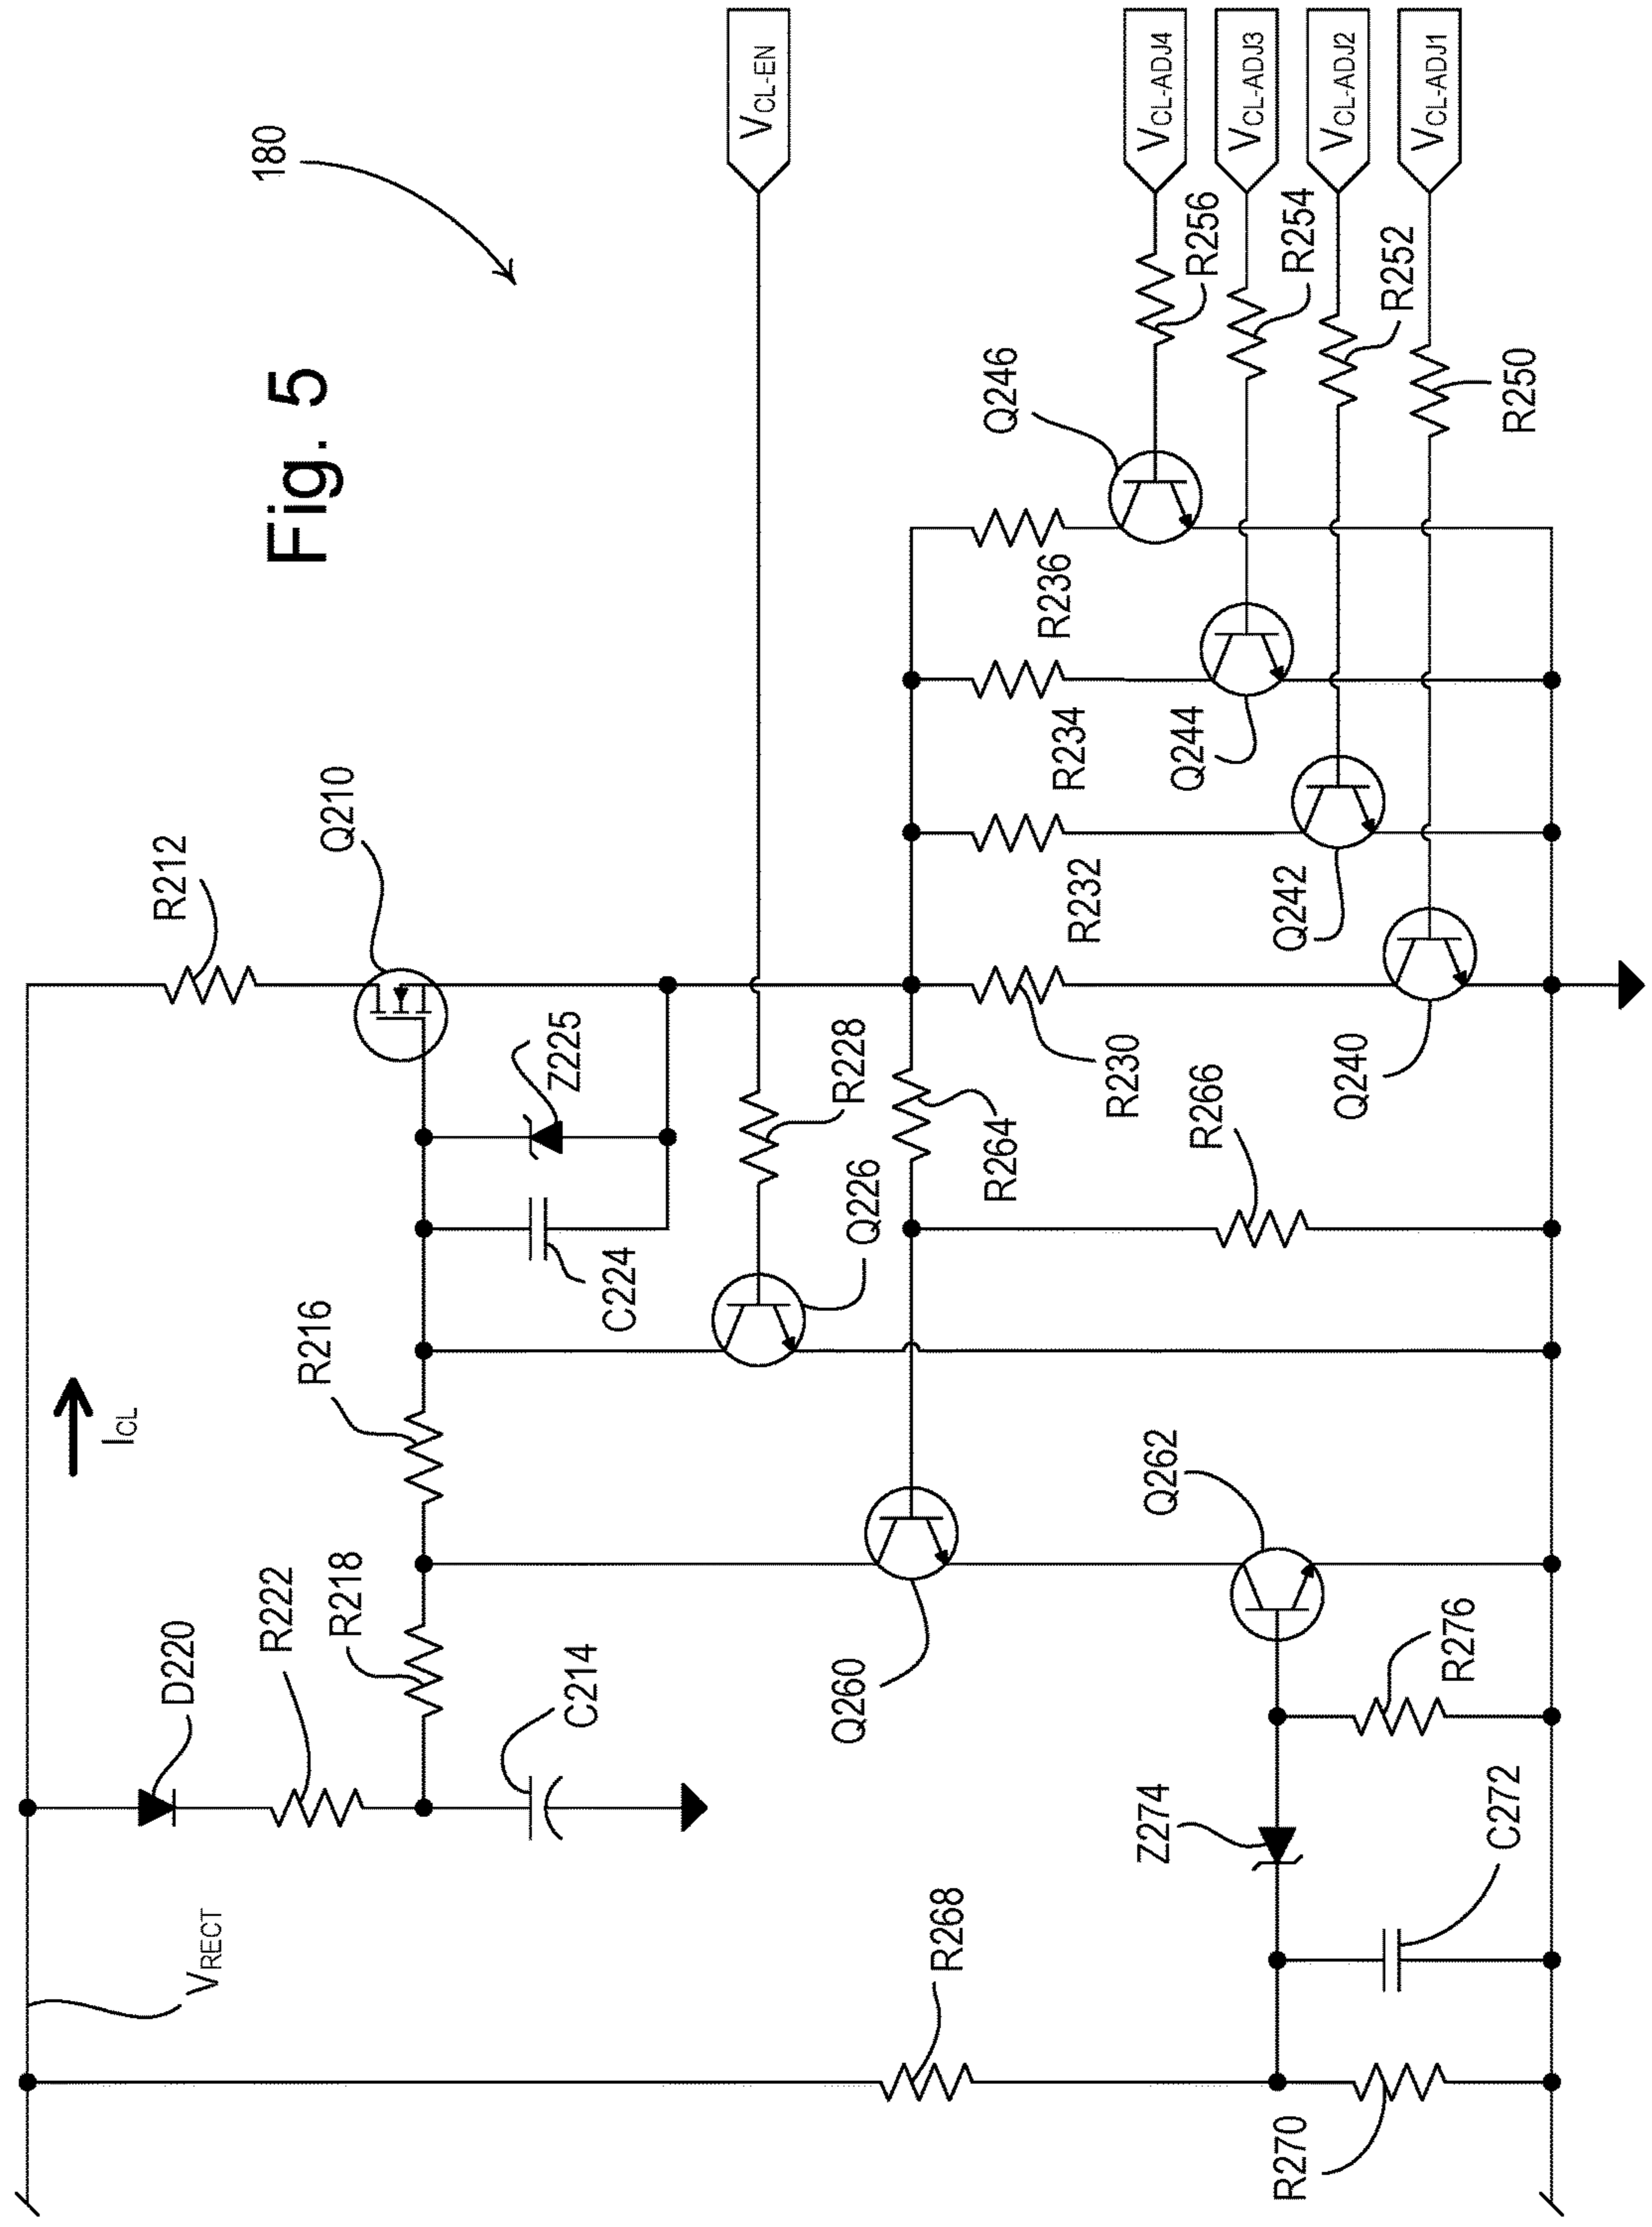 Fig. 5
180
VRECT
ICL
D220
R222
R218
C214
R216
R212
Q210
Z225
C224
Q226
R228
VCL-EN
R268
R270
C272
Z274
R276
Q260
Q262
R264
R266
R230
R232
R234
R236
Q240
Q242
Q244
Q246
R256
R254
R252
R250
VCL-ADJ4
VCL-ADJ3
VCL-ADJ2
VCL-ADJ1